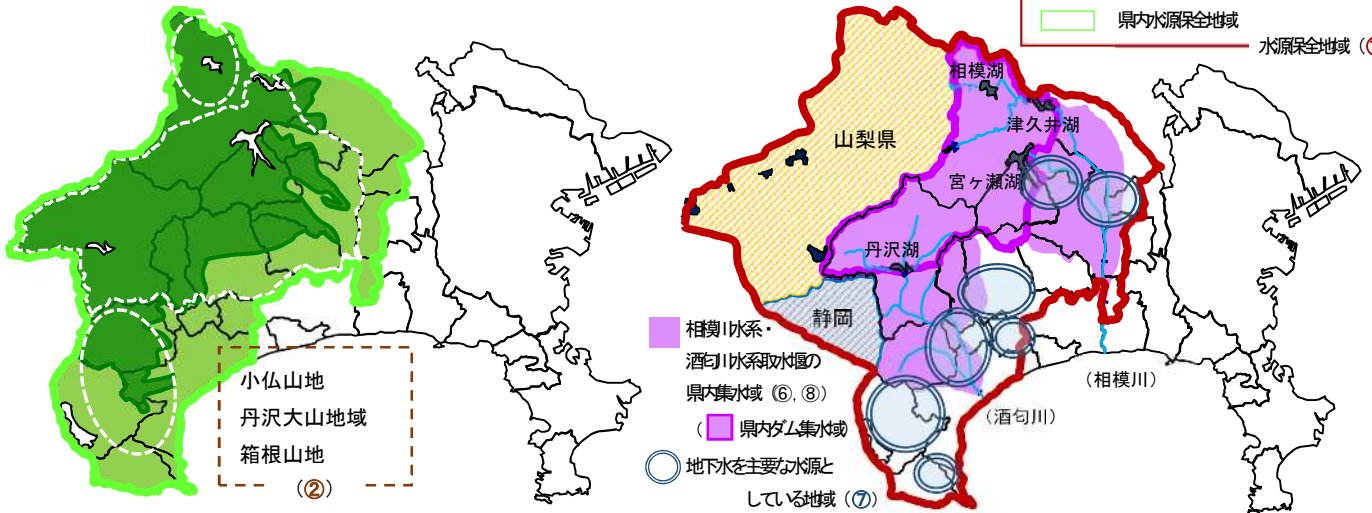 県内水源保全地域
水源保全地域（
相模湖
津久井湖
山梨県
宮ヶ瀬湖
丹沢湖
静岡
相模川水系・
酒匂川水系取水堰の
県内集水域（⑥, ⑧）
（ 県内ダム集水域）
地下水を主要な水源と
している地域（⑦）
（相模川）
（酒匂川）
小仏山地
丹沢大山地域
箱根山地
（②）